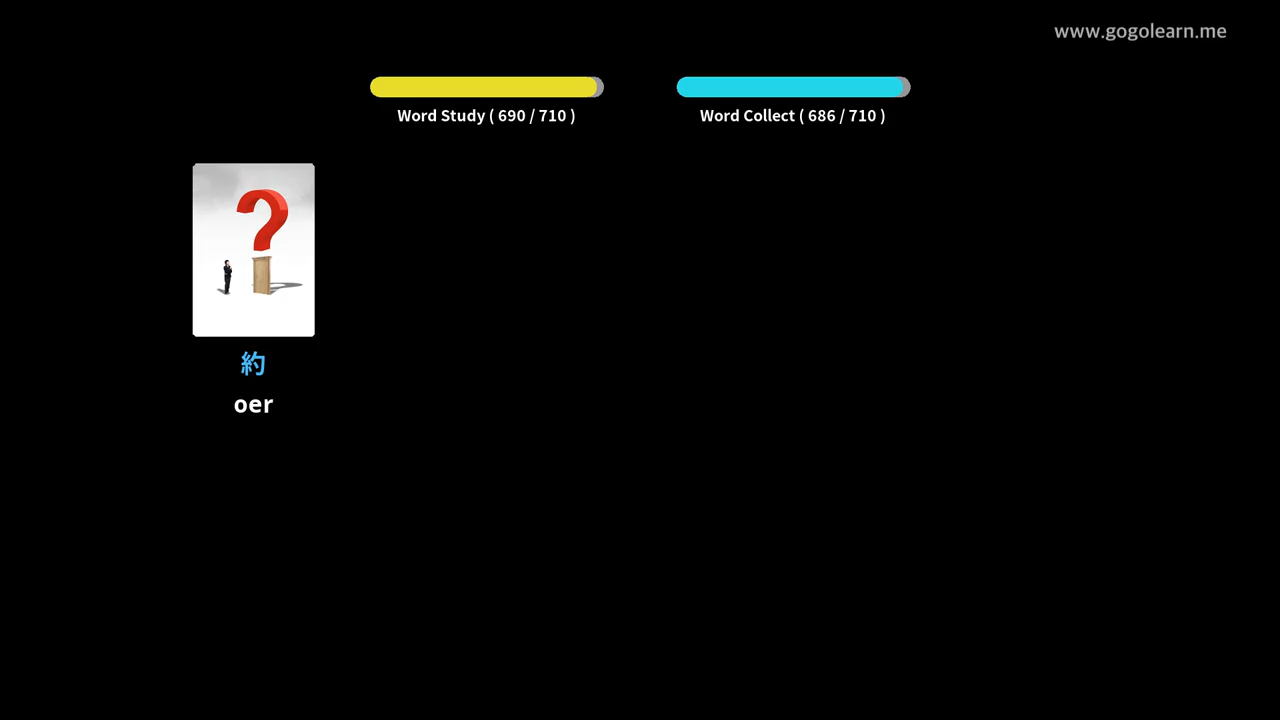 www.gogolearn.me
Word Study ( 690 / 710 )
Word Collect ( 686 / 710 )
?
約
oer